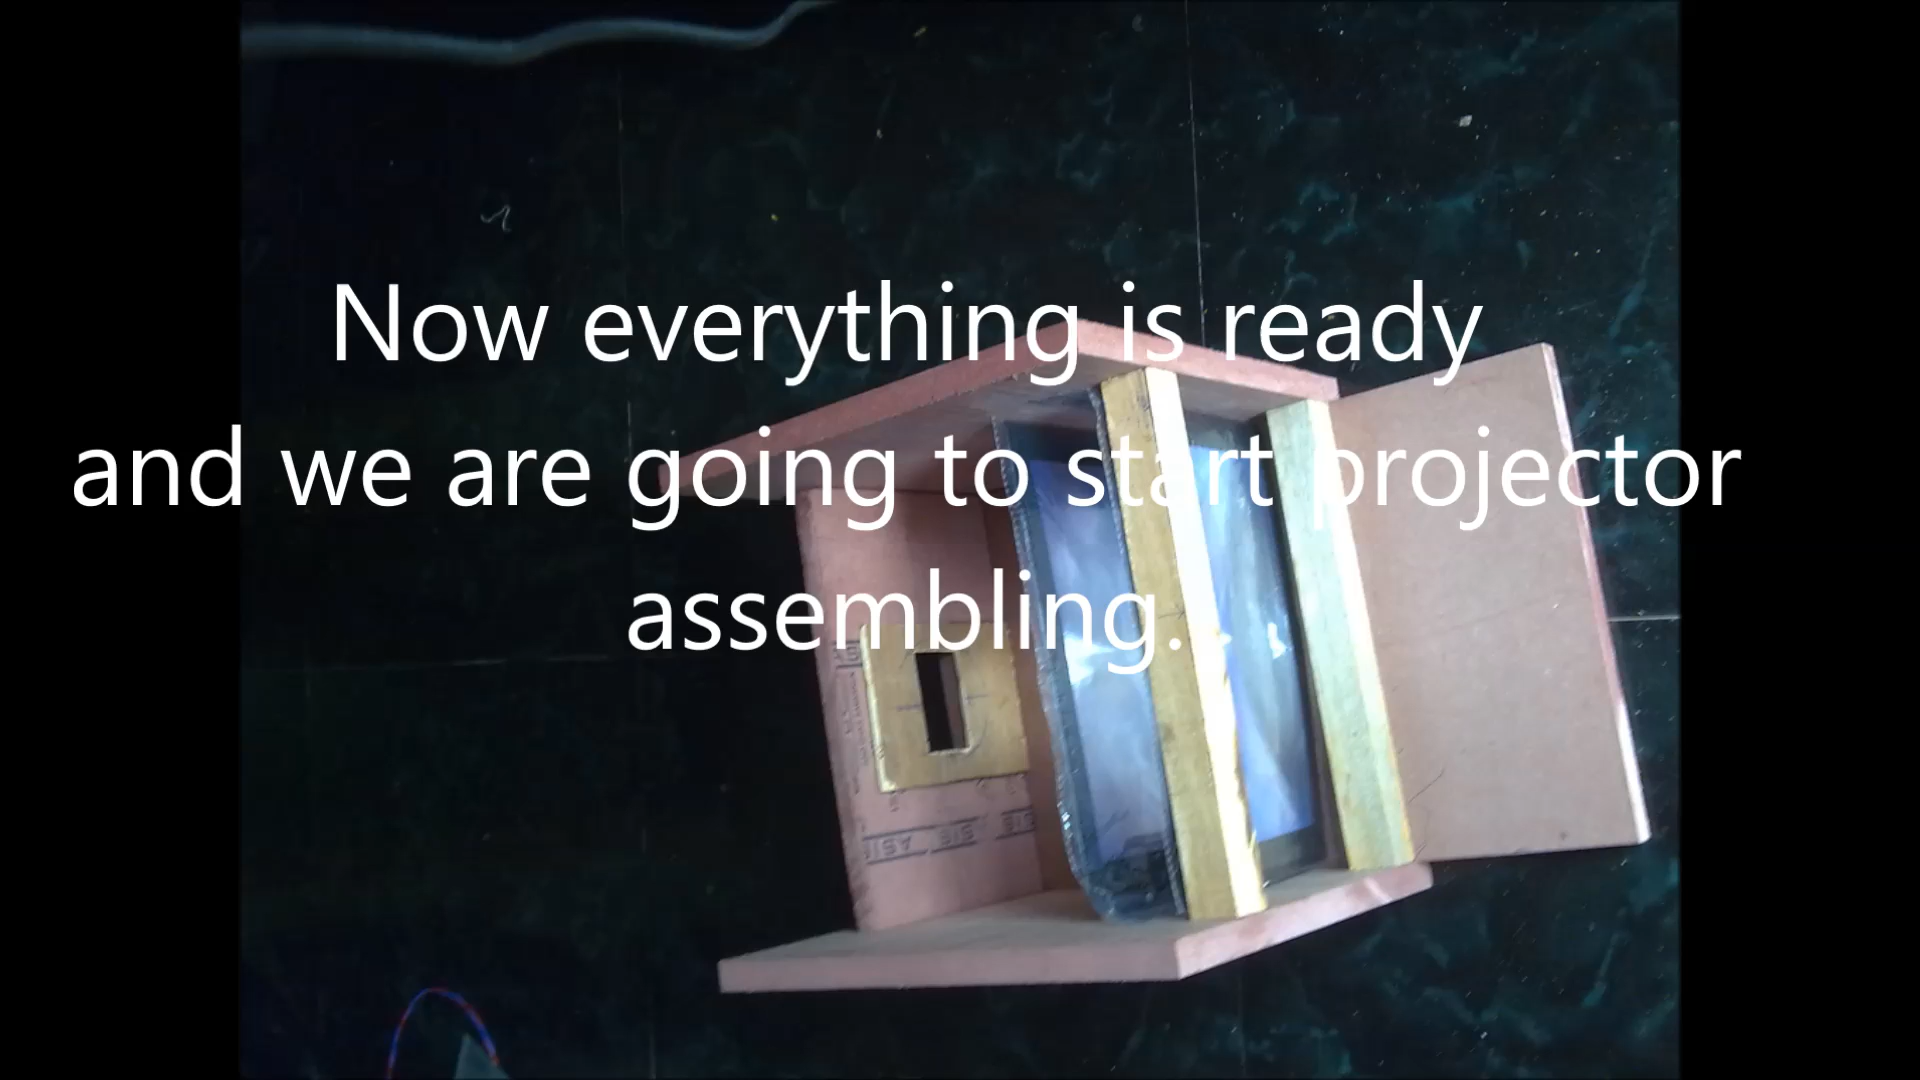 Now everything is ready
and we are going to start projector
assembling.